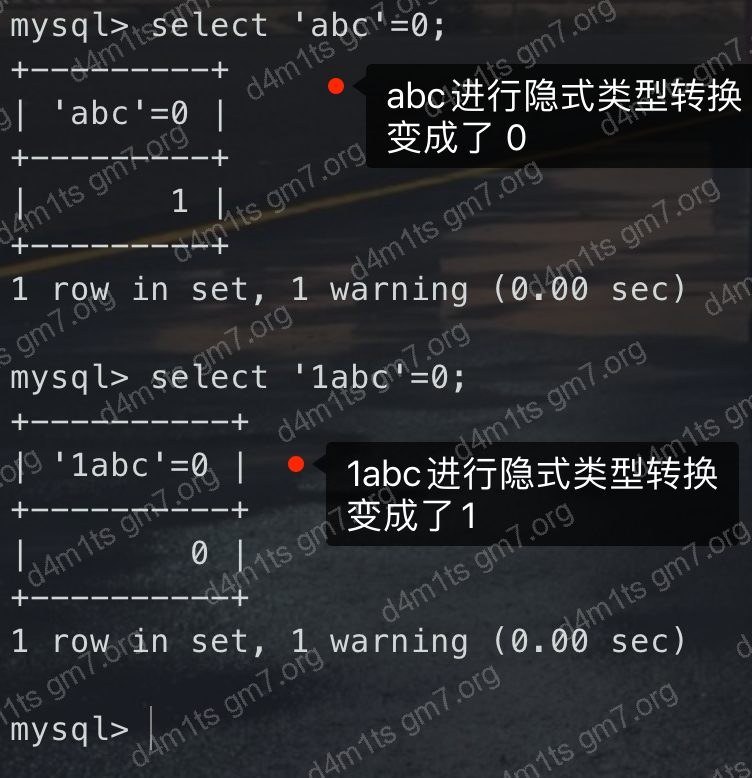 mysql> select 'abc'=0;
+---------+
| 'abc'=0 |
+---------+
|       1 |
+---------+
1 row in set, 1 warning (0.00 sec)
abc进行隐式类型转换
变成了 0
mysql> select '1abc'=0;
+----------+
| '1abc'=0 |
+----------+
|        0 |
+----------+
1 row in set, 1 warning (0.00 sec)
1abc进行隐式类型转换
变成了1
mysql>
d4m1ts gm7.org